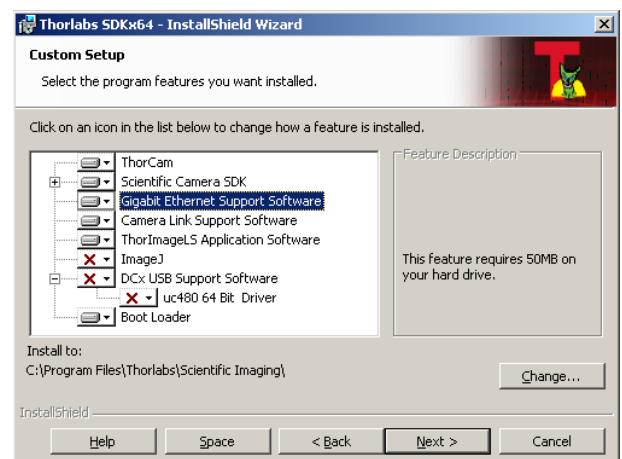 Thorlabs SDKx64 - InstallShield Wizard
Custom Setup
Select the program features you want installed.
Click on an icon in the list below to change how a feature is installed.
ThorCam
Scientific Camera SDK
Gigabit Ethernet Support Software
Camera Link Support Software
ThorImageLS Application Software
ImageJ
DCx USB Support Software
uc480 64 Bit Driver
Boot Loader
Feature Description
This feature requires 50MB on
your hard drive.
Install to:
C:\Program Files\Thorlabs\Scientific Imaging\
Change...
InstallShield
Help
Space
< Back
Next >
Cancel